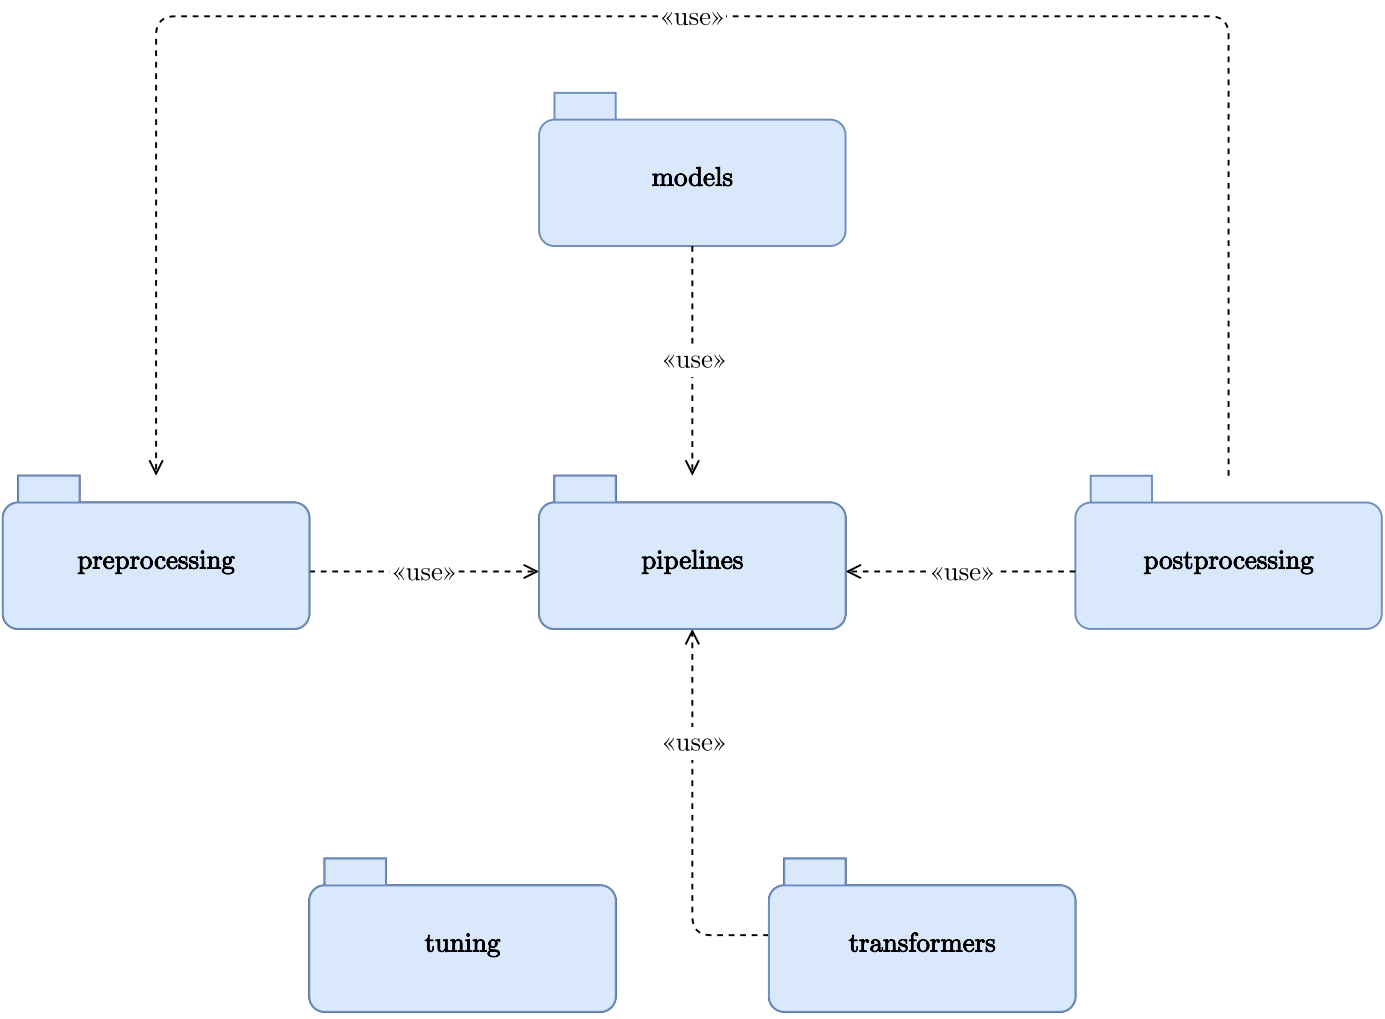 «use»
models
«use»
preprocessing
«use»
pipelines
«use»
postprocessing
«use»
tuning
transformers